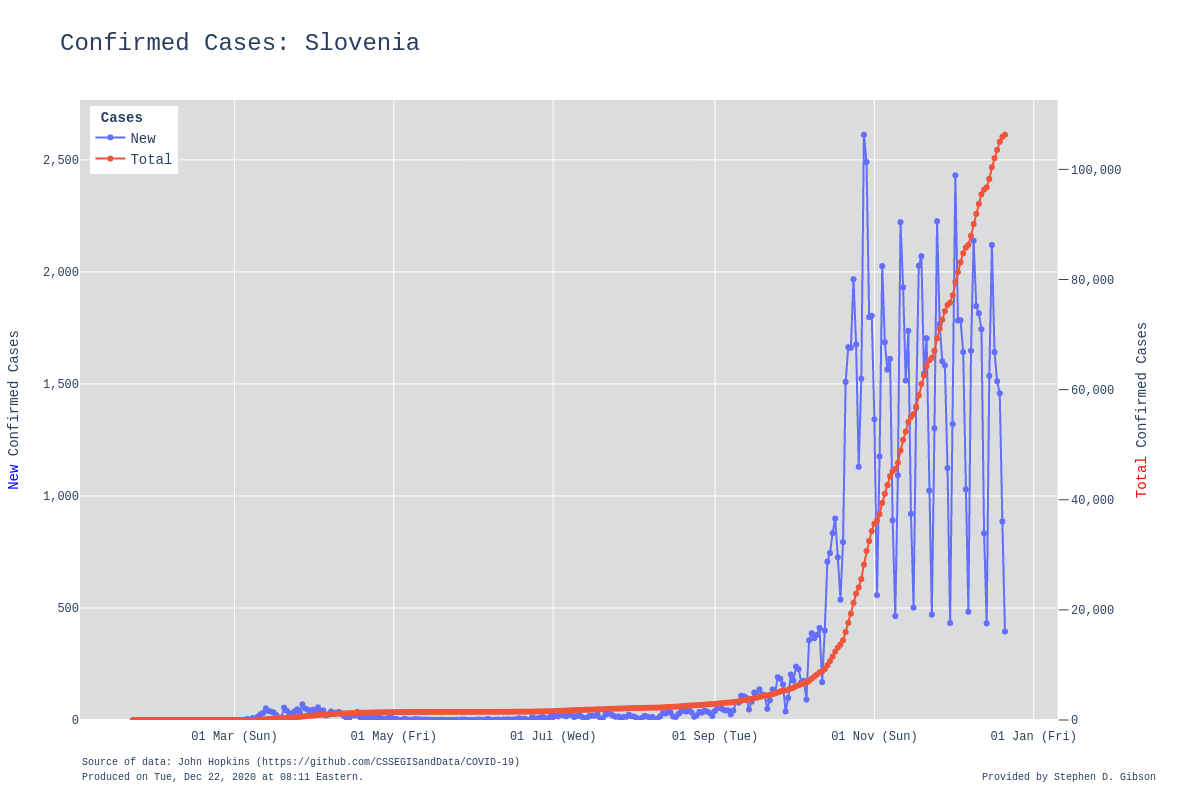 Confirmed Cases: Slovenia
Cases
New
Total
2,500
2,000
1,500
1,000
500
0
100,000
80,000
60,000
40,000
20,000
0
New Confirmed Cases
Total Confirmed Cases
01 Mar (Sun)
01 May (Fri)
01 Jul (Wed)
01 Sep (Tue)
01 Nov (Sun)
01 Jan (Fri)
Source of data: John Hopkins (https://github.com/CSSEGISandData/COVID-19)
Produced on Tue, Dec 22, 2020 at 08:11 Eastern.
Provided by Stephen D. Gibson